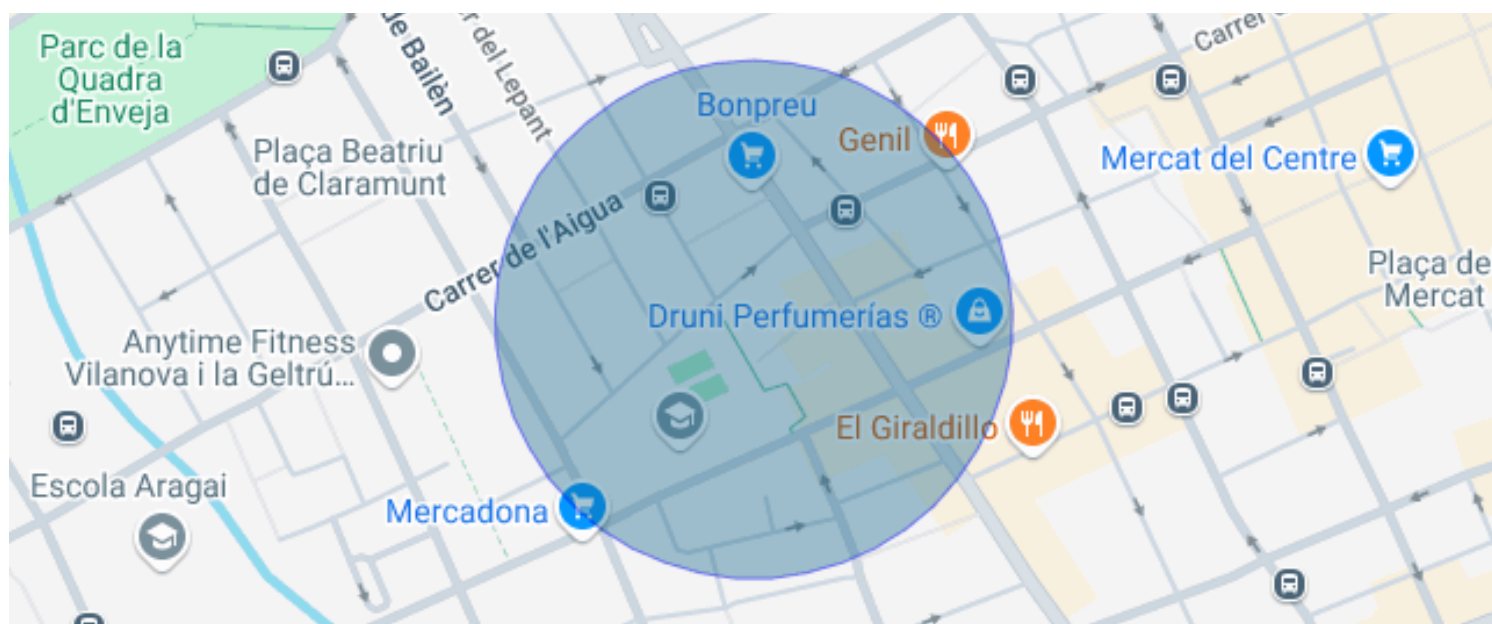 Parc de la
Quadra
d'Enveja
de Bailèn
del Lepant
Carrer
Bonpreu
Genil
Plaça Beatriu
de Claramunt
Mercat del Centre
Carrer de l'Aigua
Plaça de
Mercat
Druni Perfumerías ®
Anytime Fitness
Vilanova i la Geltrú...
El Giraldillo
Escola Aragai
Mercadona